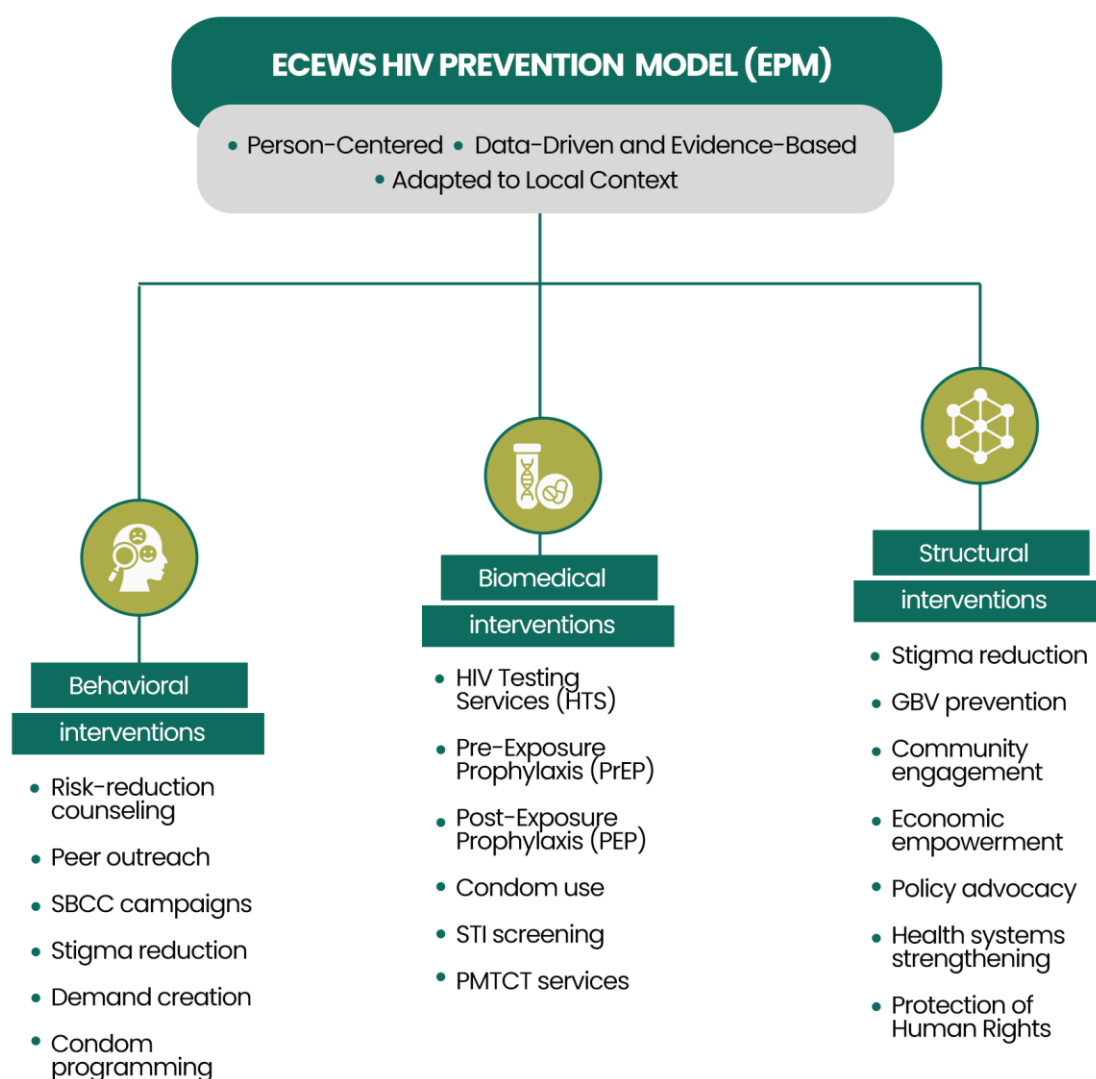 ECEWS HIV PREVENTION MODEL (EPM)
• Person-Centered • Data-Driven and Evidence-Based
• Adapted to Local Context
Behavioral
interventions
• Risk-reduction
counseling
• Peer outreach
• SBCC campaigns
• Stigma reduction
• Demand creation
• Condom
programming
Biomedical
interventions
• HIV Testing
Services (HTS)
• Pre-Exposure
Prophylaxis (PrEP)
• Post-Exposure
Prophylaxis (PEP)
• Condom use
• STI screening
• PMTCT services
Structural
interventions
• Stigma reduction
• GBV prevention
• Community
engagement
• Economic
empowerment
• Policy advocacy
• Health systems
strengthening
• Protection of
Human Rights